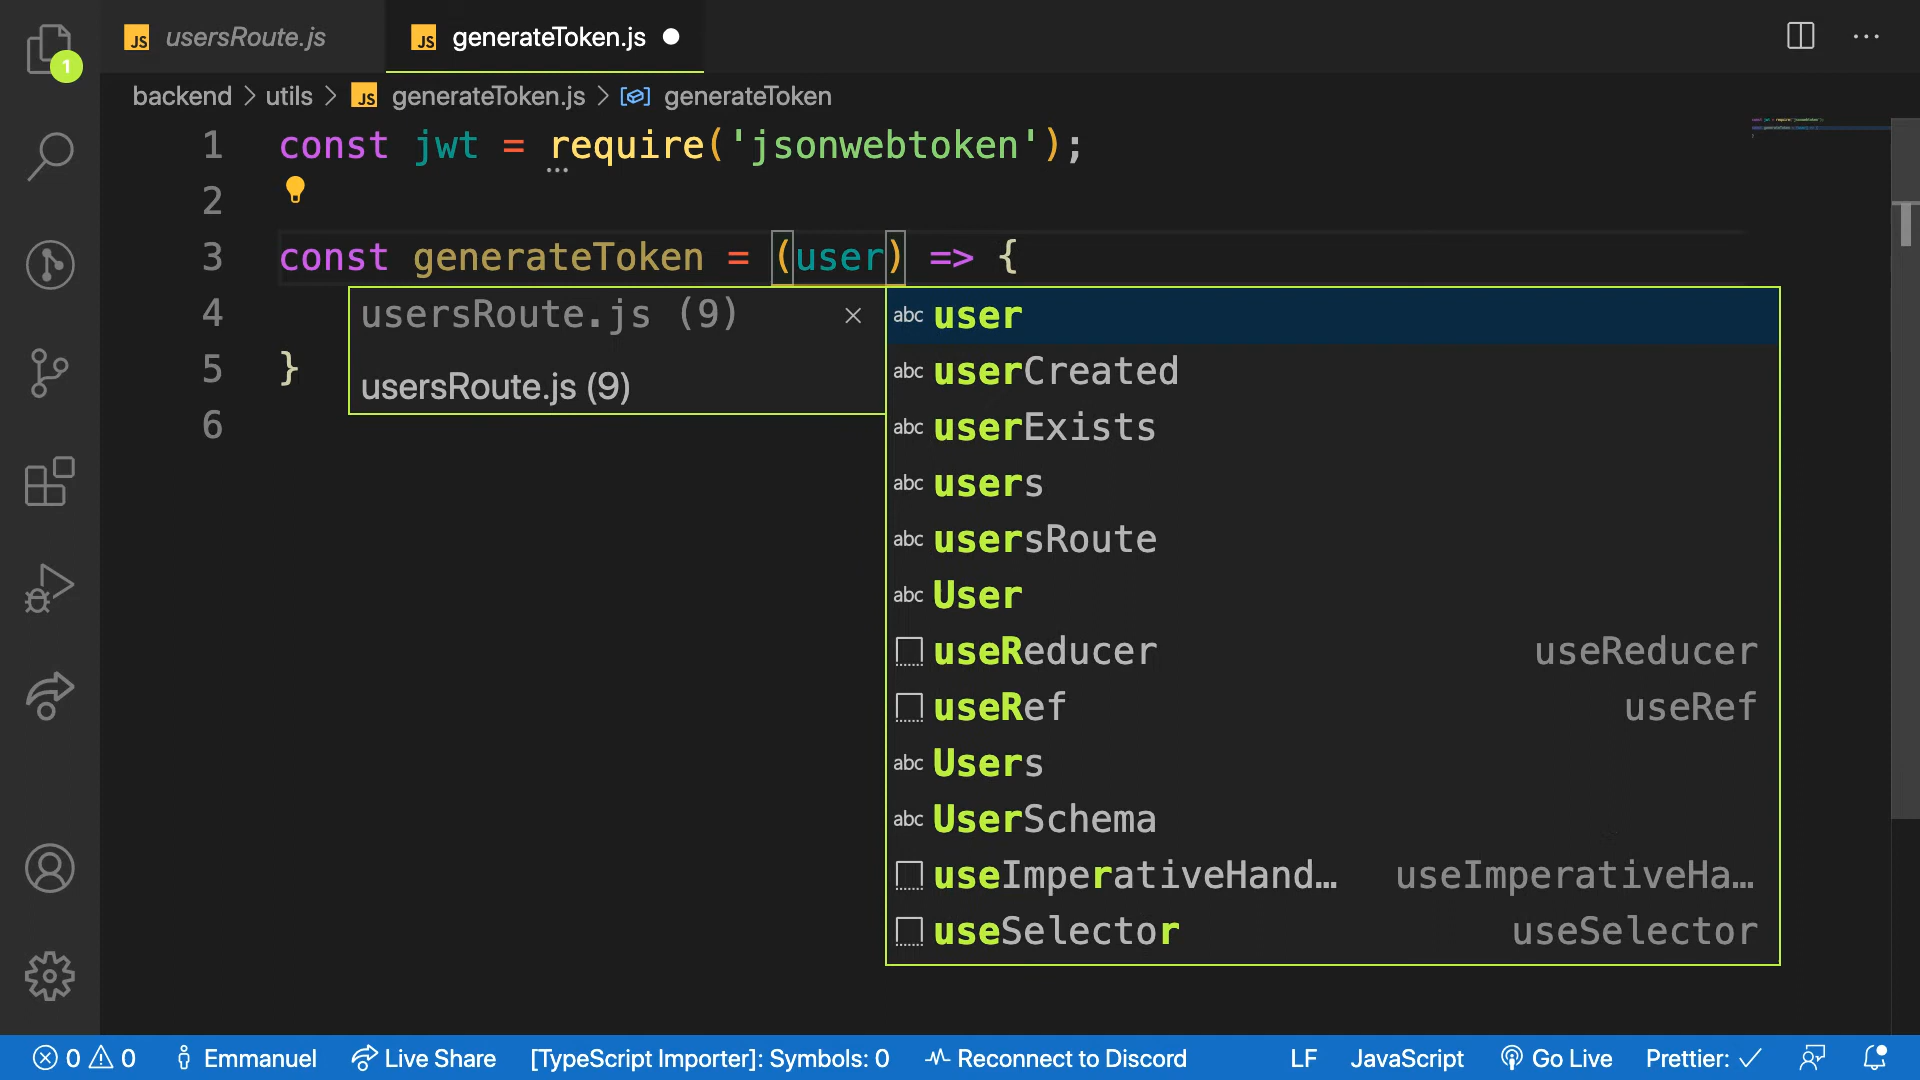 JS usersRoute.js JS generateToken.js
1
backend > utils > JS generateToken.js > generateToken
1 const jwt = require('jsonwebtoken');
2
3 const generateToken = (user) => {
4
5 }
6
usersRoute.js (9)
usersRoute.js (9)
abc user
abc userCreated
abc userExists
abc users
abc usersRoute
abc User
useReducer useReducer
useRef useRef
abc Users
abc UserSchema
useImperativeHand… useImperativeHa…
useSelector useSelector
0 0 Emmanuel Live Share [TypeScript Importer]: Symbols: 0 Reconnect to Discord LF JavaScript Go Live Prettier: ✓